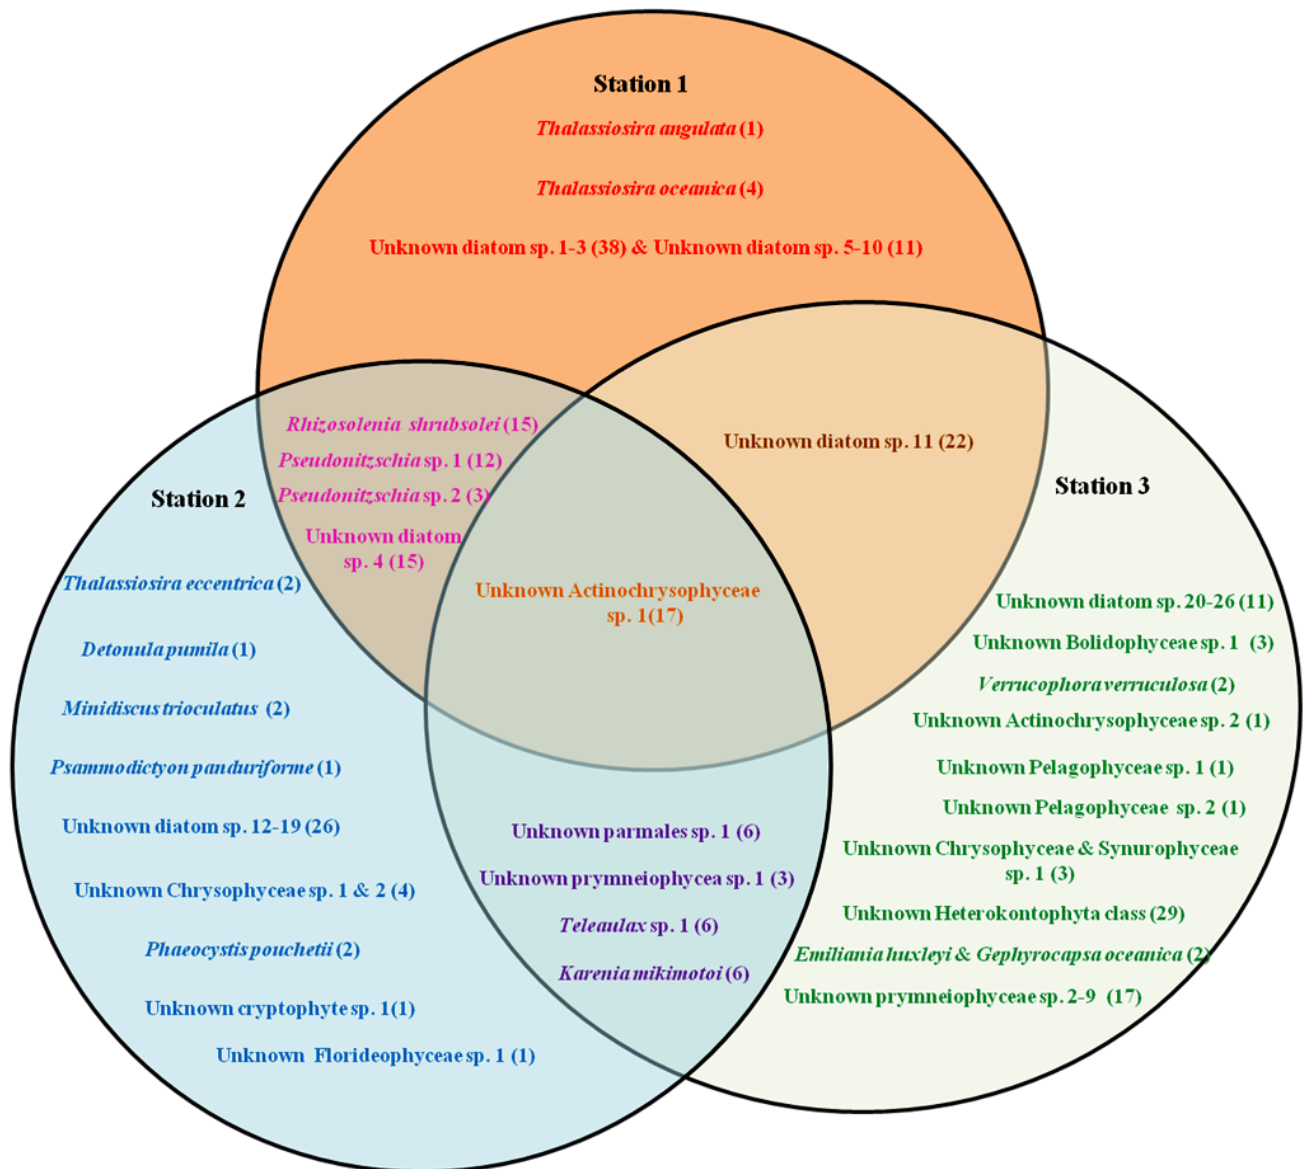 Station 1
Thalassiosira angulata (1)
Thalassiosira oceanica (4)
Unknown diatom sp. 1-3 (38) & Unknown diatom sp. 5-10 (11)
Rhizosolenia shrubsolei (15)
Pseudonitzschia sp. 1 (12)
Pseudonitzschia sp. 2 (3)
Unknown diatom
sp. 4 (15)
Unknown diatom sp. 11 (22)
Station 2
Station 3
Unknown Actinochrysophyceae
sp. 1(17)
Thalassiosira eccentrica (2)
Detonula pumila (1)
Minidiscus trioculatus (2)
Psammodictyon panduriforme (1)
Unknown diatom sp. 12-19 (26)
Unknown Chrysophyceae sp. 1 & 2 (4)
Phaeocystis pouchetii (2)
Unknown cryptophyte sp. 1(1)
Unknown Florideophyceae sp. 1 (1)
Unknown parmales sp. 1 (6)
Unknown prymneiophycea sp. 1 (3)
Teleaulax sp. 1 (6)
Karenia mikimotoi (6)
Unknown diatom sp. 20-26 (11)
Unknown Bolidophyceae sp. 1 (3)
Verrucophora verruculosa (2)
Unknown Actinochrysophyceae sp. 2 (1)
Unknown Pelagophyceae sp. 1 (1)
Unknown Pelagophyceae sp. 2 (1)
Unknown Chrysophyceae & Synurophyceae
sp. 1 (3)
Unknown Heterokontophyta class (29)
Emiliania huxleyi & Gephyrocapsa oceanica (2)
Unknown prymneiophyceae sp. 2-9 (17)